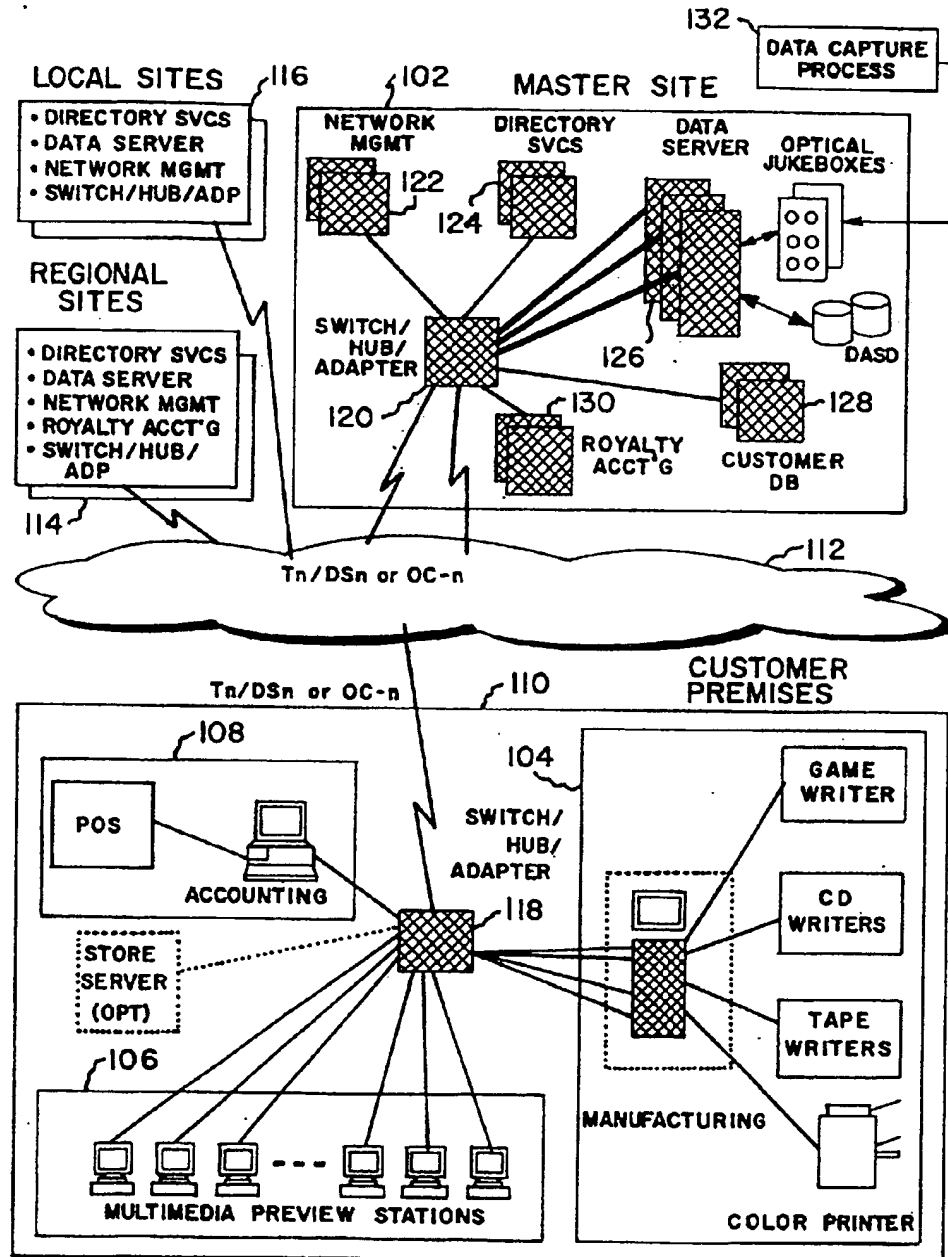 132
DATA CAPTURE
PROCESS
LOCAL SITES
116
• DIRECTORY SVCS
• DATA SERVER
• NETWORK MGMT
• SWITCH/HUB/ADP
102
MASTER SITE
NETWORK
MGMT
122
DIRECTORY
SVCS
124
DATA
SERVER
126
OPTICAL
JUKEBOXES
DASD
REGIONAL
SITES
• DIRECTORY SVCS
• DATA SERVER
• NETWORK MGMT
• ROYALTY ACCT'G
• SWITCH/HUB/
ADP
114
SWITCH/
HUB/
ADAPTER
120
130
ROYALTY
ACCT'G
128
CUSTOMER
DB
112
Tn/DSn or OC-n
Tn/DSn or OC-n
110
CUSTOMER
PREMISES
108
POS
ACCOUNTING
SWITCH/
HUB/
ADAPTER
118
STORE
SERVER
(OPT)
106
MULTIMEDIA PREVIEW STATIONS
104
GAME
WRITER
CD
WRITERS
TAPE
WRITERS
MANUFACTURING
COLOR PRINTER